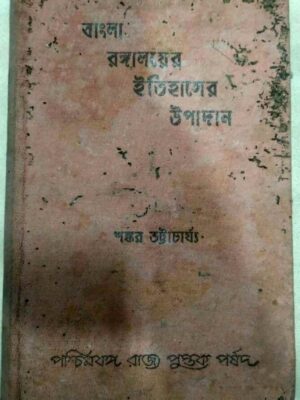 বাংলা
রঙ্গালয়ের
ইতিহাসের
উপাদান
শঙ্কর ভট্টাচার্য্য
পশ্চিমবঙ্গ রাজ্য পুস্তক পর্ষদ